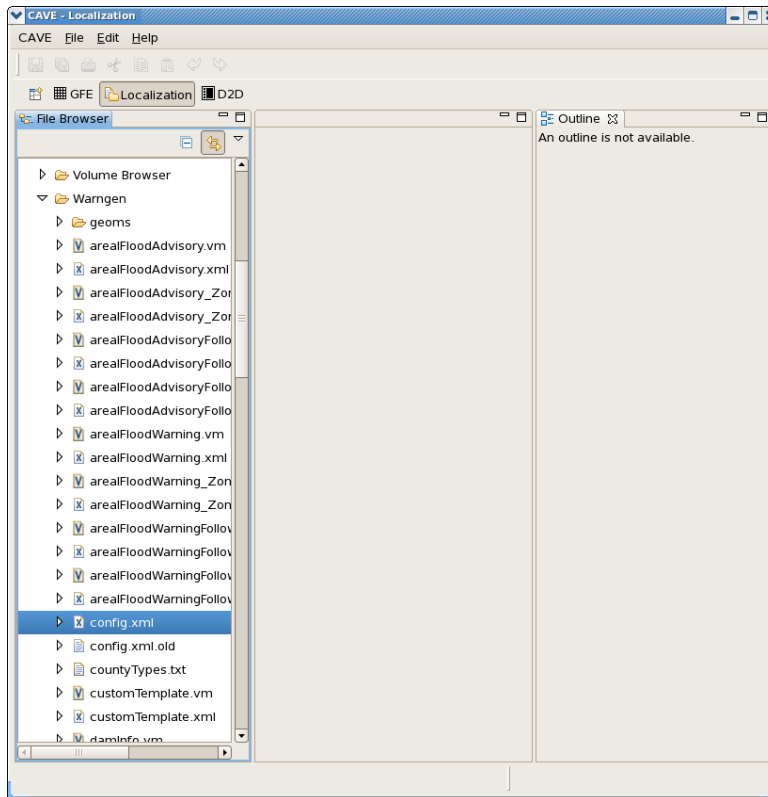 CAVE - Localization
CAVE File Edit Help
GFE Localization D2D
File Browser
Outline
An outline is not available.
Volume Browser
Warngen
geoms
arealFloodAdvisory.vm
arealFloodAdvisory.xml
arealFloodAdvisory_Zor
arealFloodAdvisory_Zor
arealFloodAdvisoryFollo
arealFloodAdvisoryFollo
arealFloodAdvisoryFollo
arealFloodAdvisoryFollo
arealFloodWarning.vm
arealFloodWarning.xml
arealFloodWarning_Zon
arealFloodWarning_Zon
arealFloodWarningFollov
arealFloodWarningFollov
arealFloodWarningFollov
arealFloodWarningFollov
config.xml
config.xml.old
countyTypes.txt
customTemplate.vm
customTemplate.xml
damInfo.vm